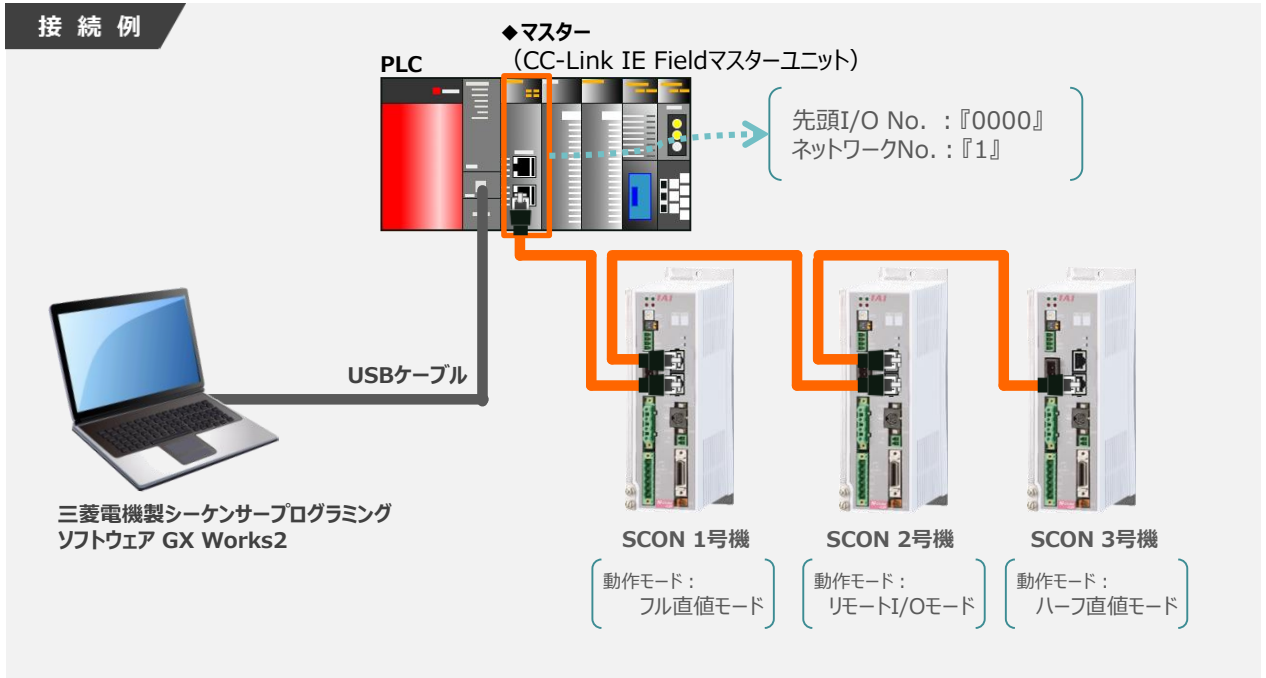 接 続 例
◆マスター
（CC-Link IE Fieldマスターユニット）
PLC
先頭I/O No. ：『0000』
ネットワークNo.：『1』
USBケーブル
三菱電機製シーケンサープログラミング
ソフトウェア GX Works2
IAI
IAI
IAI
SCON 1号機
SCON 2号機
SCON 3号機
動作モード：
フル直値モード
動作モード：
リモートI/Oモード
動作モード：
ハーフ直値モード